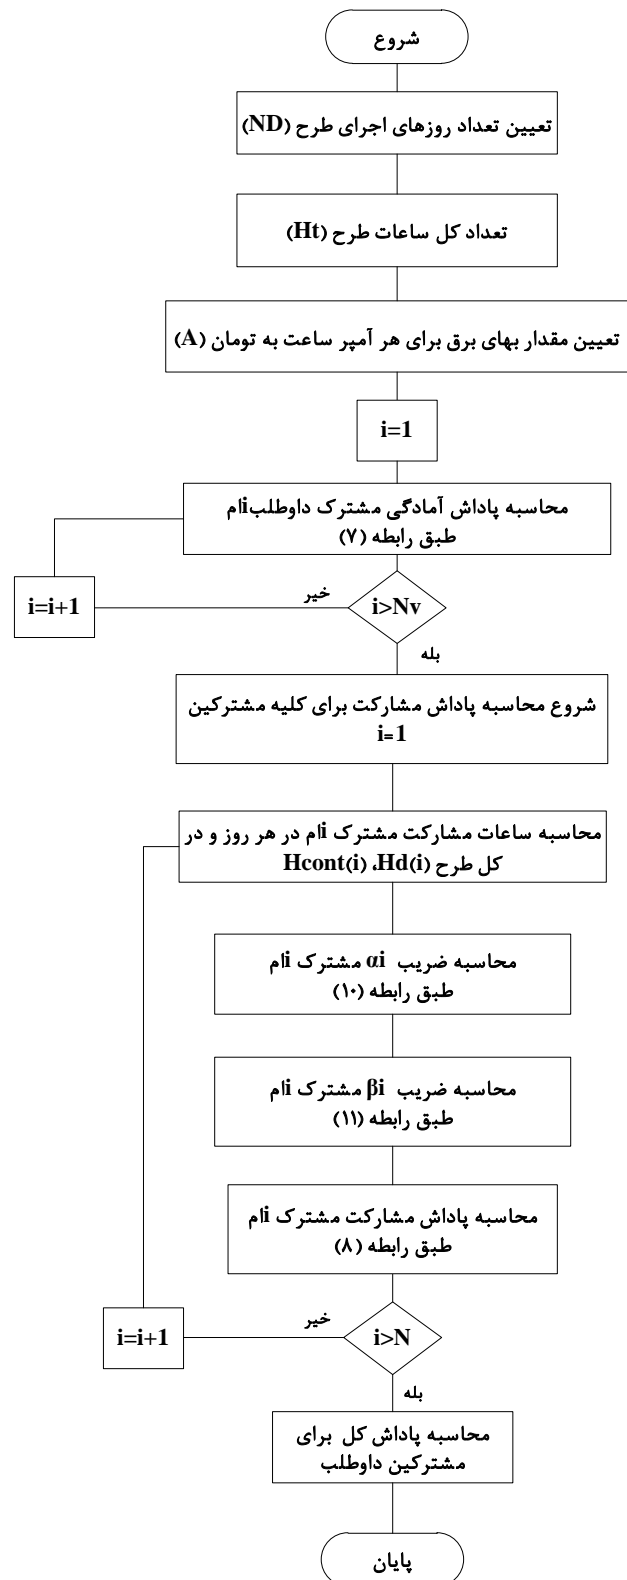 شروع
تعیین تعداد روزهای اجرای طرح (ND)
تعداد کل ساعات طرح (Ht)
تعیین مقدار بهای برق برای هر آمپر ساعت به تومان (A)
i=1
محاسبه پاداش آمادگی مشترک داوطلبiام
طبق رابطه (۷)
i>Nv
خیر
i=i+1
بله
شروع محاسبه پاداش مشارکت برای کلیه مشترکین
i=1
محاسبه ساعات مشارکت مشترک iام در هر روز و در
کل طرح Hcont(i) ،Hd(i)
محاسبه ضریب αi مشترک iام
طبق رابطه (۱۰)
محاسبه ضریب βi مشترک iام
طبق رابطه (۱۱)
محاسبه پاداش مشارکت مشترک iام
طبق رابطه (۸)
i>N
خیر
i=i+1
بله
محاسبه پاداش کل برای
مشترکین داوطلب
پایان